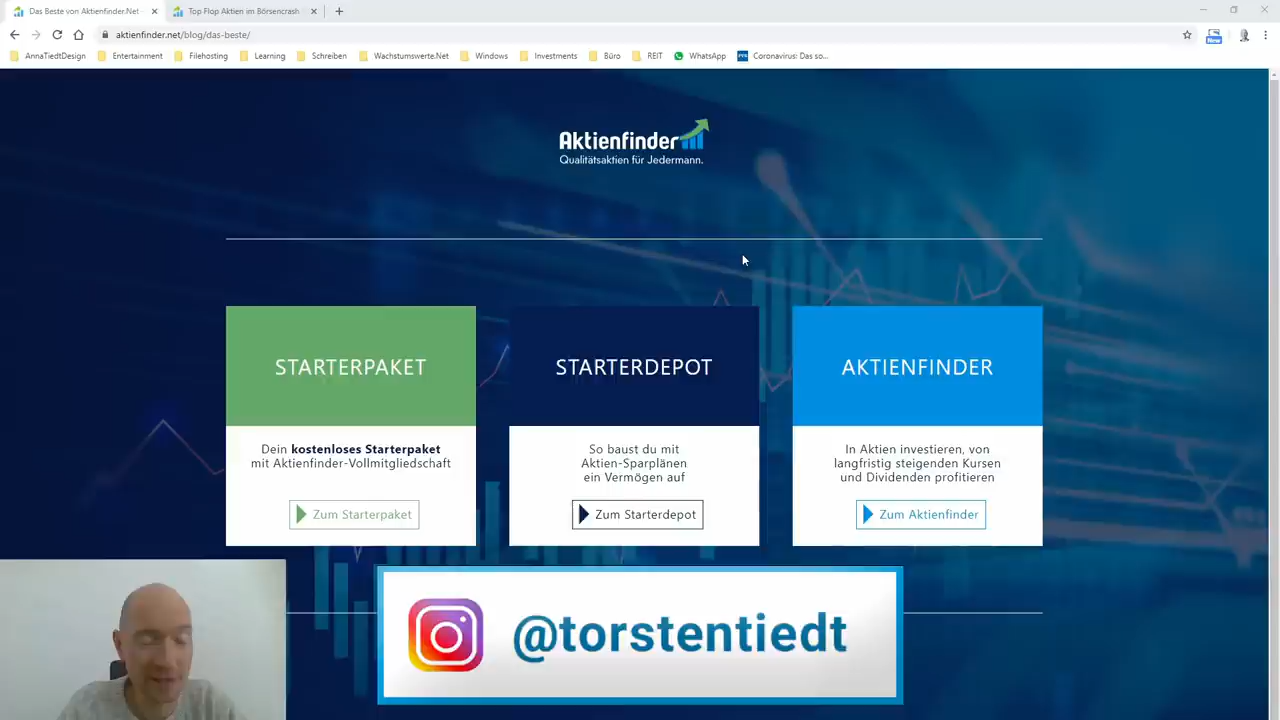 Das Beste von Aktienfinder.Net
Top Flop Aktien im Börsencrash
aktienfinder.net/blog/das-beste/
New
AnnaTiedtDesign
Entertainment
Filehosting
Learning
Schreiben
Wachstumswerte.Net
Windows
Investments
Büro
REIT
WhatsApp
Coronavirus: Das so...
Aktienfinder
Qualitätsaktien für Jedermann.
STARTERPAKET
Dein kostenloses Starterpaket
mit Aktienfinder-Vollmitgliedschaft
Zum Starterpaket
STARTERDEPOT
So baust du mit
Aktien-Sparplänen
ein Vermögen auf
Zum Starterdepot
AKTIENFINDER
In Aktien investieren, von
langfristig steigenden Kursen
und Dividenden profitieren
Zum Aktienfinder
@torstentiedt